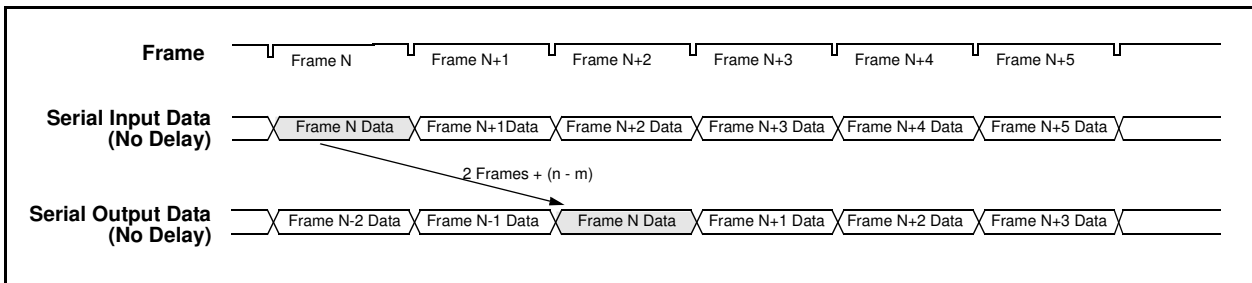 Frame
Frame N
Frame N+1
Frame N+2
Frame N+3
Frame N+4
Frame N+5
Serial Input Data
(No Delay)
Frame N Data
Frame N+1Data
Frame N+2 Data
Frame N+3 Data
Frame N+4 Data
Frame N+5 Data
2 Frames + (n - m)
Serial Output Data
(No Delay)
Frame N-2 Data
Frame N-1 Data
Frame N Data
Frame N+1 Data
Frame N+2 Data
Frame N+3 Data